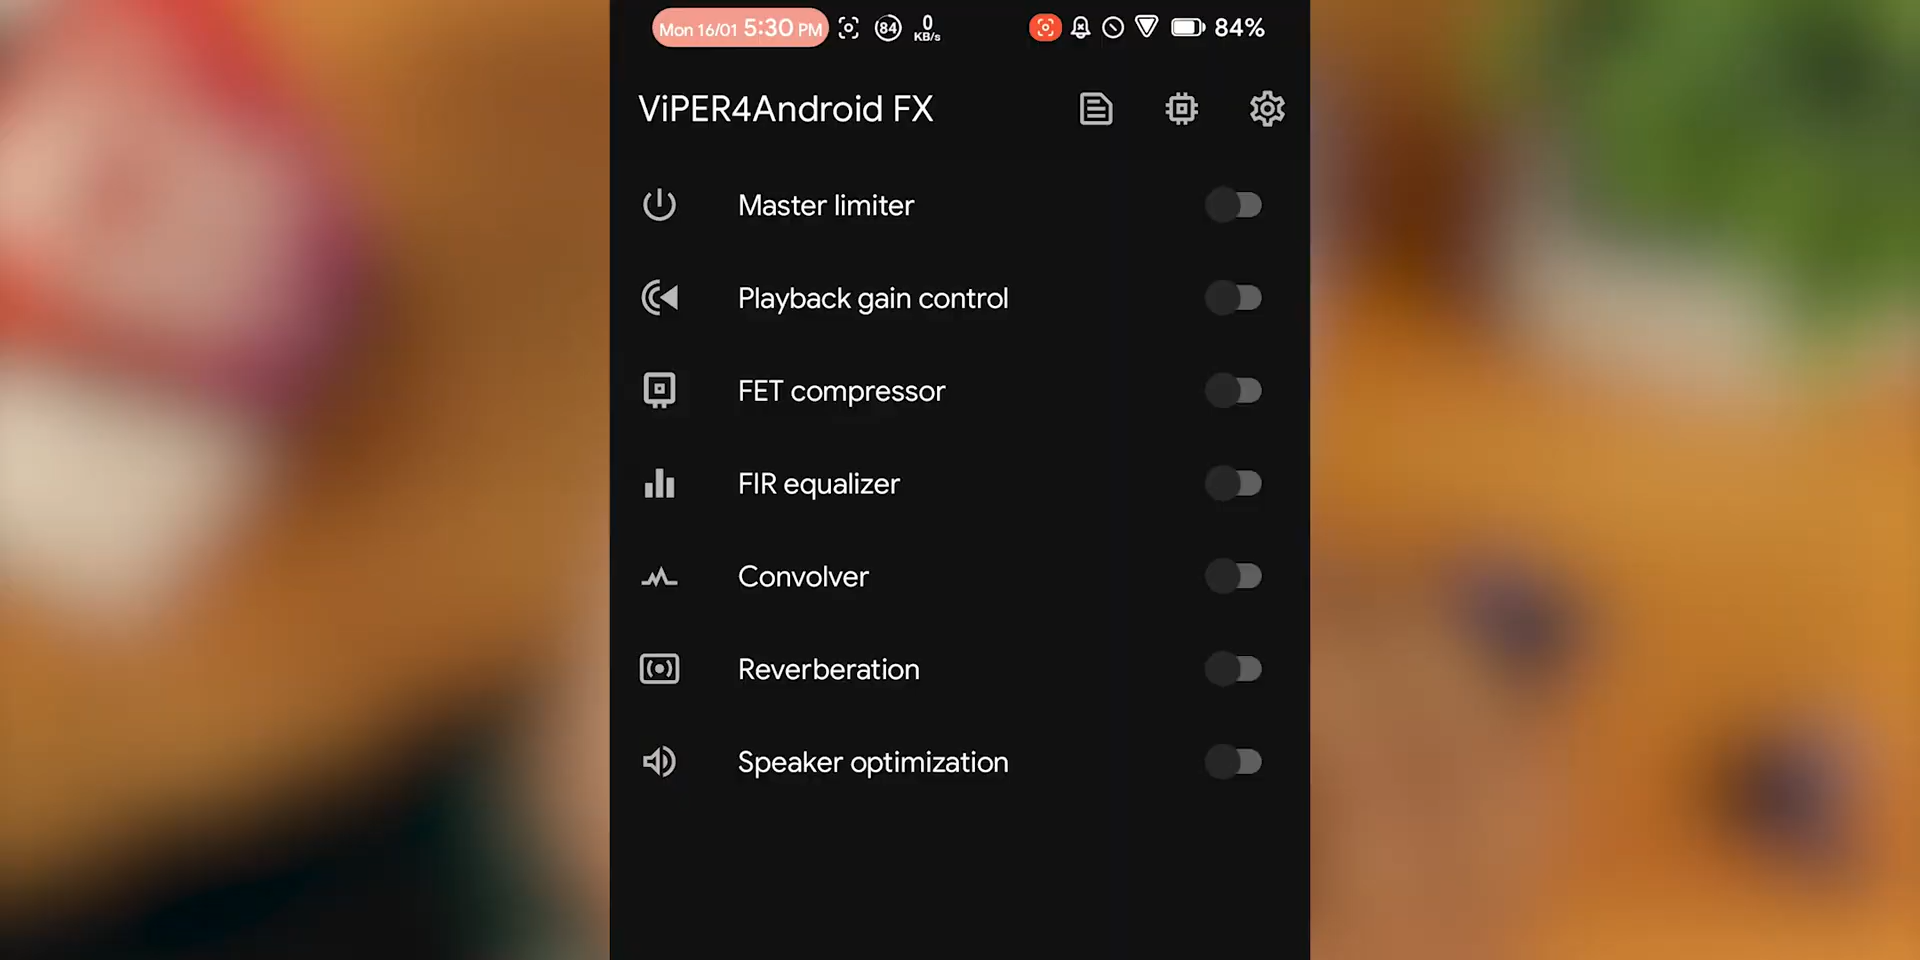 Mon 16/01 5:30 PM 84 0 KB/s 84%
ViPER4Android FX
Master limiter
Playback gain control
FET compressor
FIR equalizer
Convolver
Reverberation
Speaker optimization